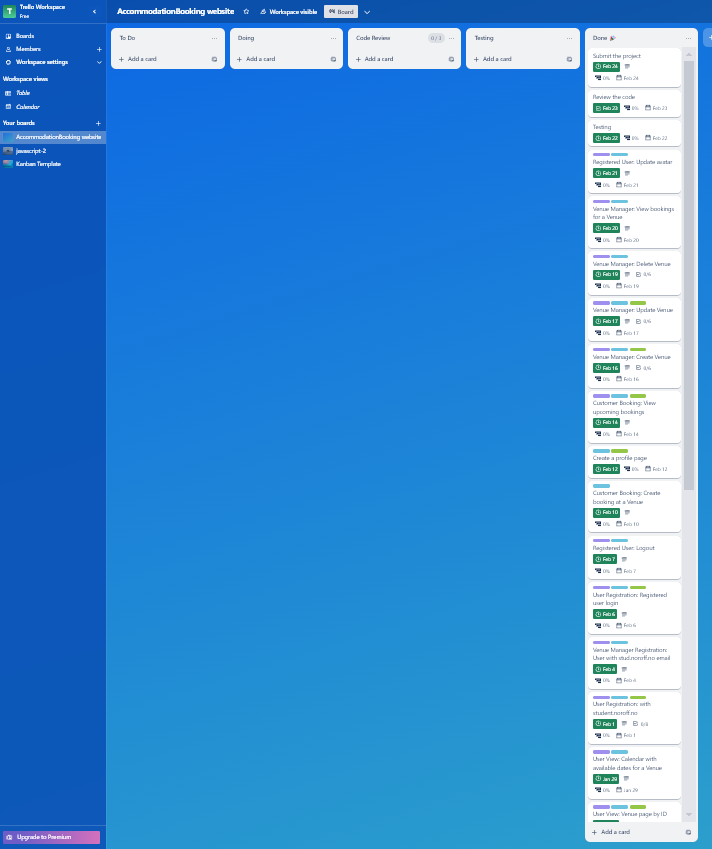 T
Trello Workspace
Free
AccommodationBooking website
Workspace visible
Board
Boards
Members
Workspace settings
Workspace views
Table
Calendar
Your boards
AccommodationBooking website
javascript-2
Kanban Template
Upgrade to Premium
To Do
Add a card
Doing
Add a card
Code Review
0 / 3
Add a card
Testing
Add a card
Done 🎉
Submit the project
Feb 24
0% Feb 24
Review the code
Feb 23 0% Feb 23
Testing
Feb 22 0% Feb 22
Registered User: Update avatar
Feb 21
0% Feb 21
Venue Manager: View bookings
for a Venue
Feb 20
0% Feb 20
Venue Manager: Delete Venue
Feb 19 0/6
0% Feb 19
Venue Manager: Update Venue
Feb 17 0/6
0% Feb 17
Venue Manager: Create Venue
Feb 16 0/6
0% Feb 16
Customer Booking: View
upcoming bookings
Feb 14
0% Feb 14
Create a profile page
Feb 12 0% Feb 12
Customer Booking: Create
booking at a Venue
Feb 10
0% Feb 10
Registered User: Logout
Feb 7
0% Feb 7
User Registration: Registered
user login
Feb 6
0% Feb 6
Venue Manager Registration:
User with stud.noroff.no email
Feb 4
0% Feb 4
User Registration: with
student.noroff.no
Feb 1
0% Feb 1
User View: Calendar with
available dates for a Venue
Jan 29
0% Jan 29
User View: Venue page by ID
Add a card